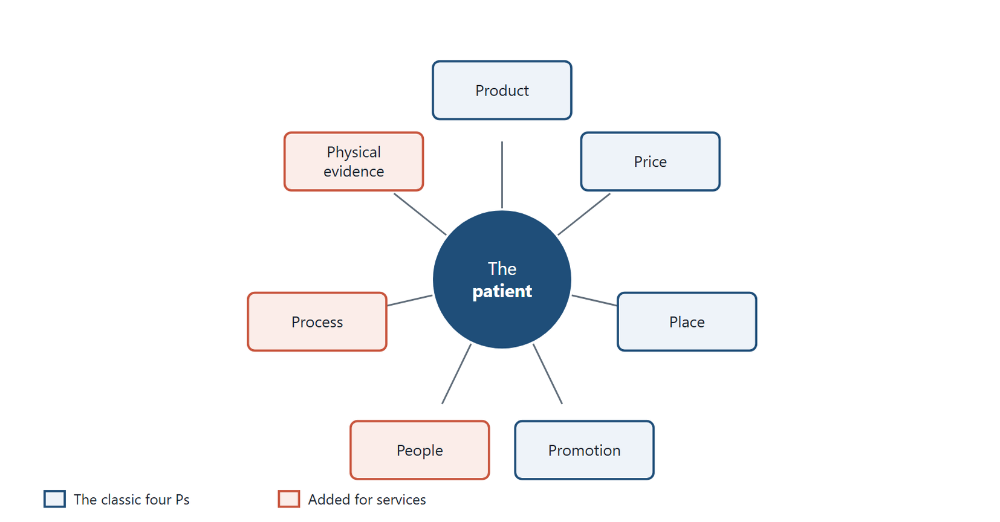 Product
Physical
evidence
Price
The
patient
Process
Place
People
Promotion
The classic four Ps
Added for services